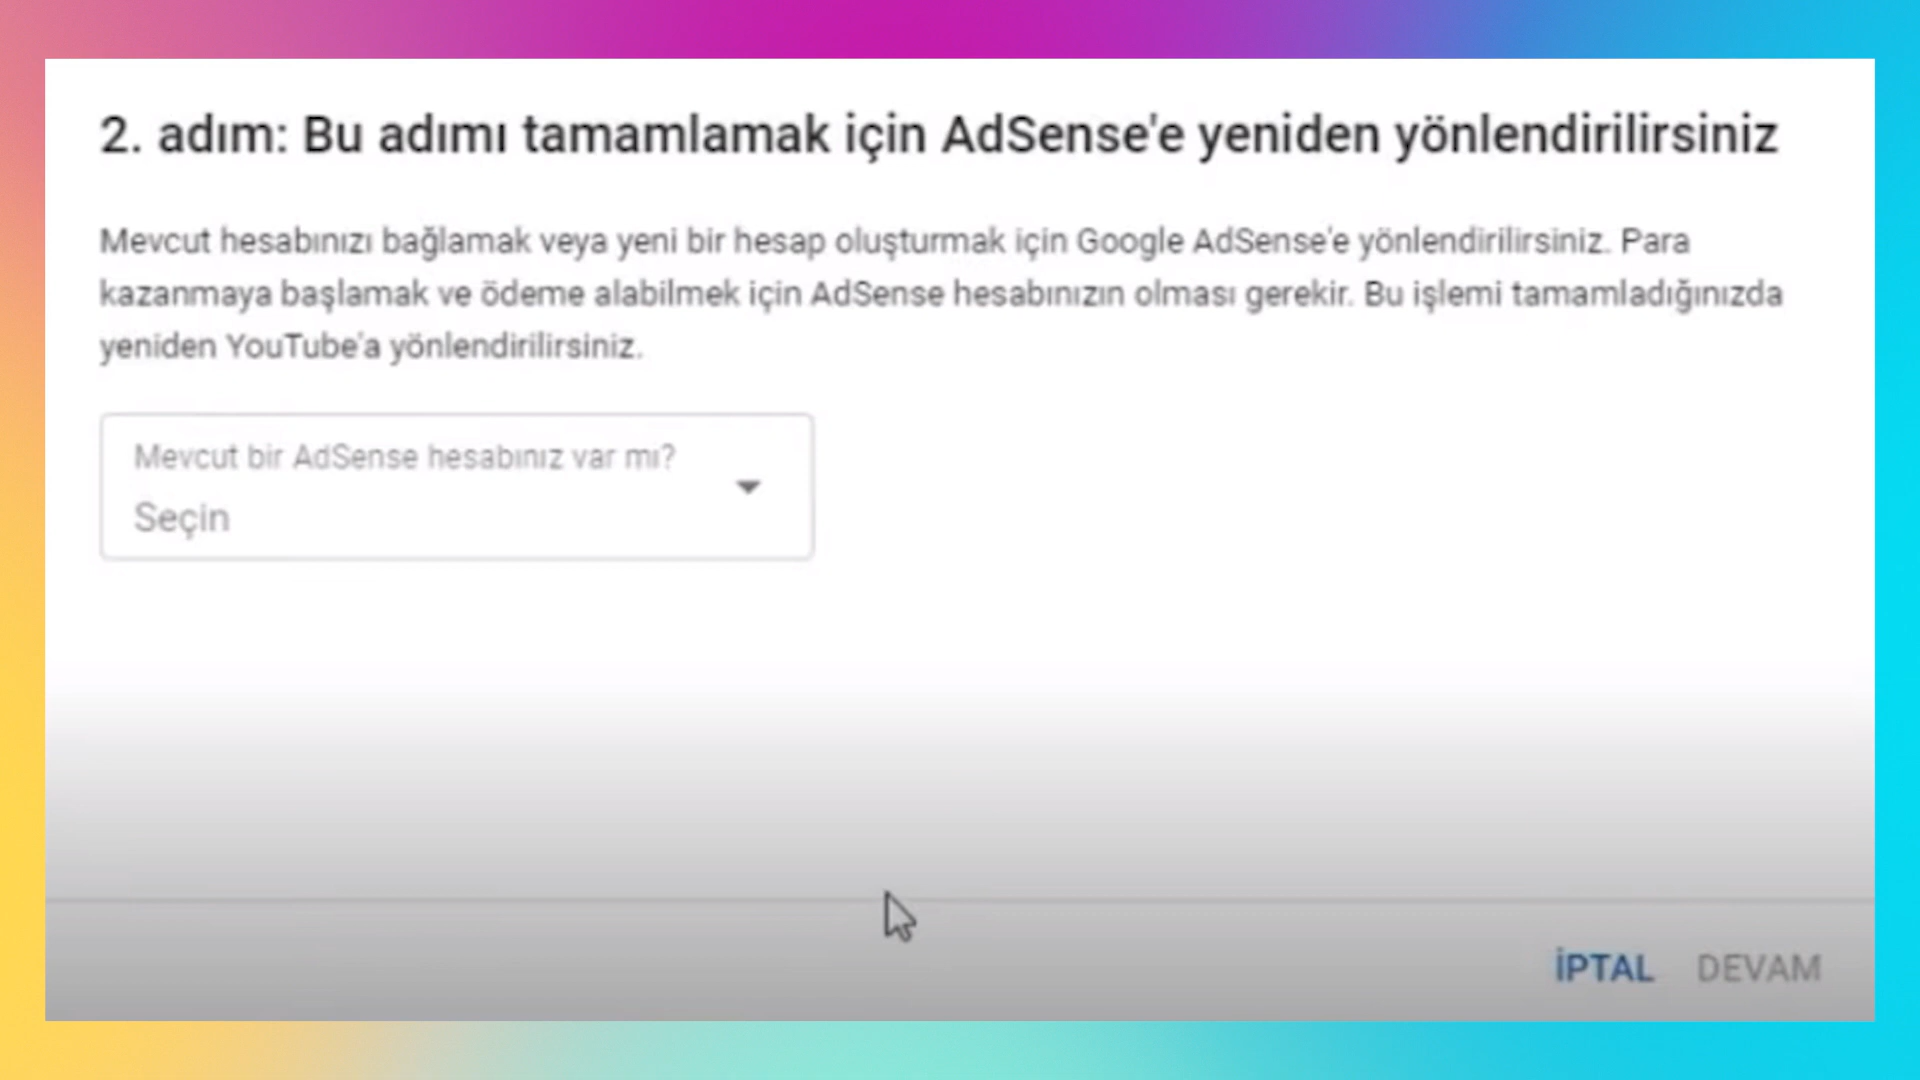 2. adım: Bu adımı tamamlamak için AdSense'e yeniden yönlendirilirsiniz
Mevcut hesabınızı bağlamak veya yeni bir hesap oluşturmak için Google AdSense'e yönlendirilirsiniz. Para
kazanmaya başlamak ve ödeme alabilmek için AdSense hesabınızın olması gerekir. Bu işlemi tamamladığınızda
yeniden YouTube'a yönlendirilirsiniz.
Mevcut bir AdSense hesabınız var mı?
Seçin
İPTAL DEVAM